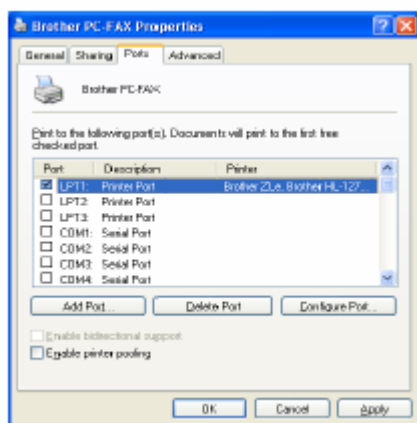 Brother PC-FAX Properties
General Sharing Ports Advanced
Brother PC-FAX
Print to the following port(s). Documents will print to the first free
checked port.
Port Description Printer
LPT1: Printer Port Brother ZLe, Brother HL-127...
LPT2: Printer Port
LPT3: Printer Port
COM1: Serial Port
COM2: Serial Port
COM3: Serial Port
COM4: Serial Port
Add Port... Delete Port Configure Port...
Enable bidirectional support
Enable printer pooling
OK Cancel Apply